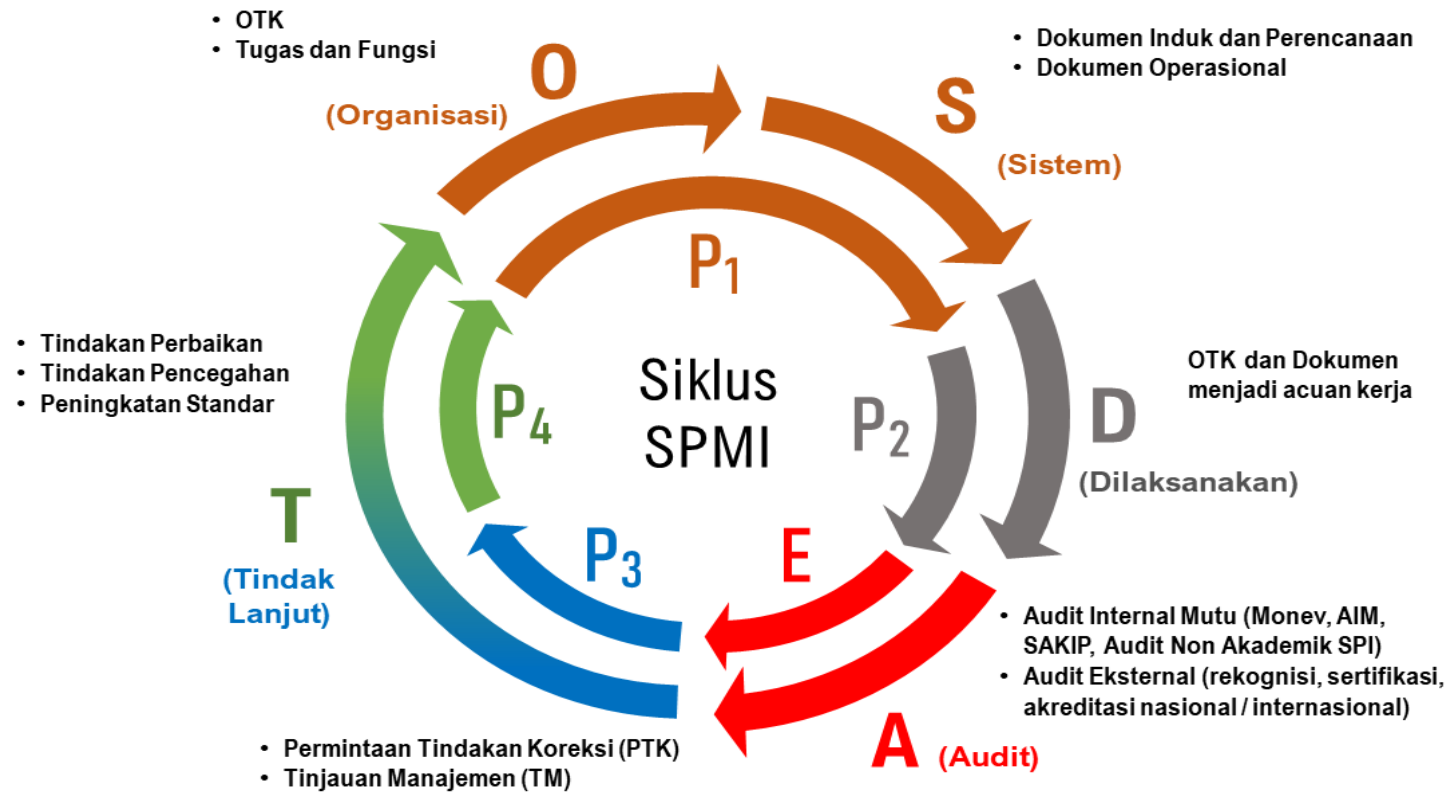 • OTK
• Tugas dan Fungsi
O
(Organisasi)
• Dokumen Induk dan Perencanaan
• Dokumen Operasional
S
(Sistem)
P1
Siklus
SPMI
P2
OTK dan Dokumen
menjadi acuan kerja
D
(Dilaksanakan)
E
• Audit Internal Mutu (Monev, AIM,
SAKIP, Audit Non Akademik SPI)
• Audit Eksternal (rekognisi, sertifikasi,
akreditasi nasional / internasional)
A (Audit)
P3
• Permintaan Tindakan Koreksi (PTK)
• Tinjauan Manajemen (TM)
T
(Tindak
Lanjut)
P4
• Tindakan Perbaikan
• Tindakan Pencegahan
• Peningkatan Standar